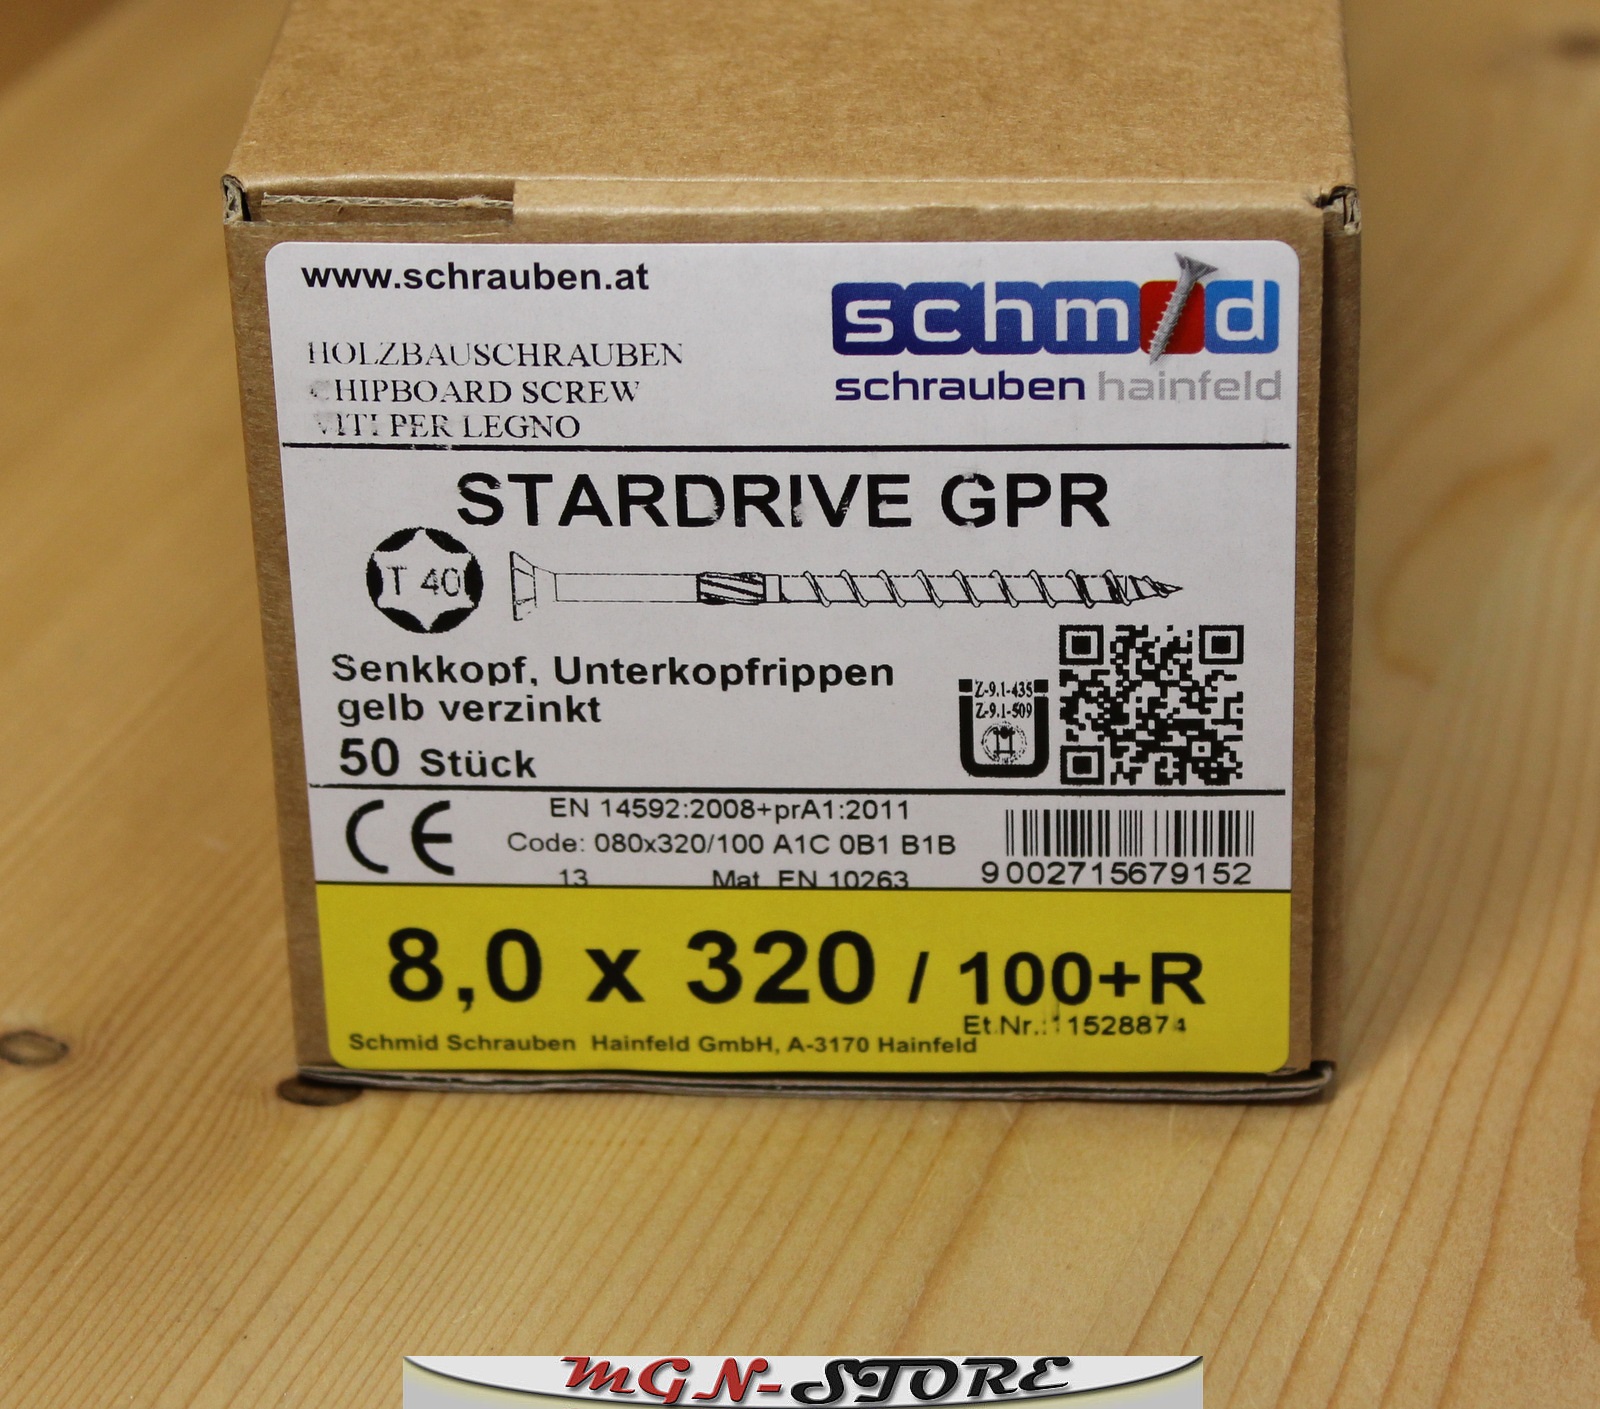 www.schrauben.at
schmid
schrauben hainfeld
HOLZBAUSCHRAUBEN
CHIPBOARD SCREW
VITI PER LEGNO
STARDRIVE GPR
T 40
Senkkopf, Unterkopfrippen
gelb verzinkt
50 Stück
Z-9.1-435
Z-9.1-509
CE
EN 14592:2008+prA1:2011
Code: 080x320/100 A1C 0B1 B1B
13 Mat. EN 10263
9002715679152
8,0 x 320 / 100+R
Et.Nr.:11528874
Schmid Schrauben Hainfeld GmbH, A-3170 Hainfeld
MGN-STORE